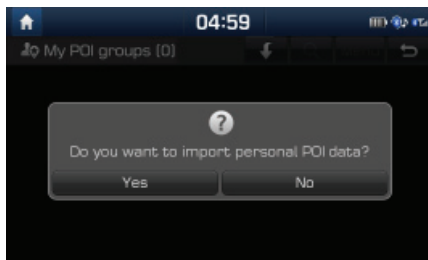 04:59
My POI groups (0)
Do you want to import personal POI data?
Yes
No